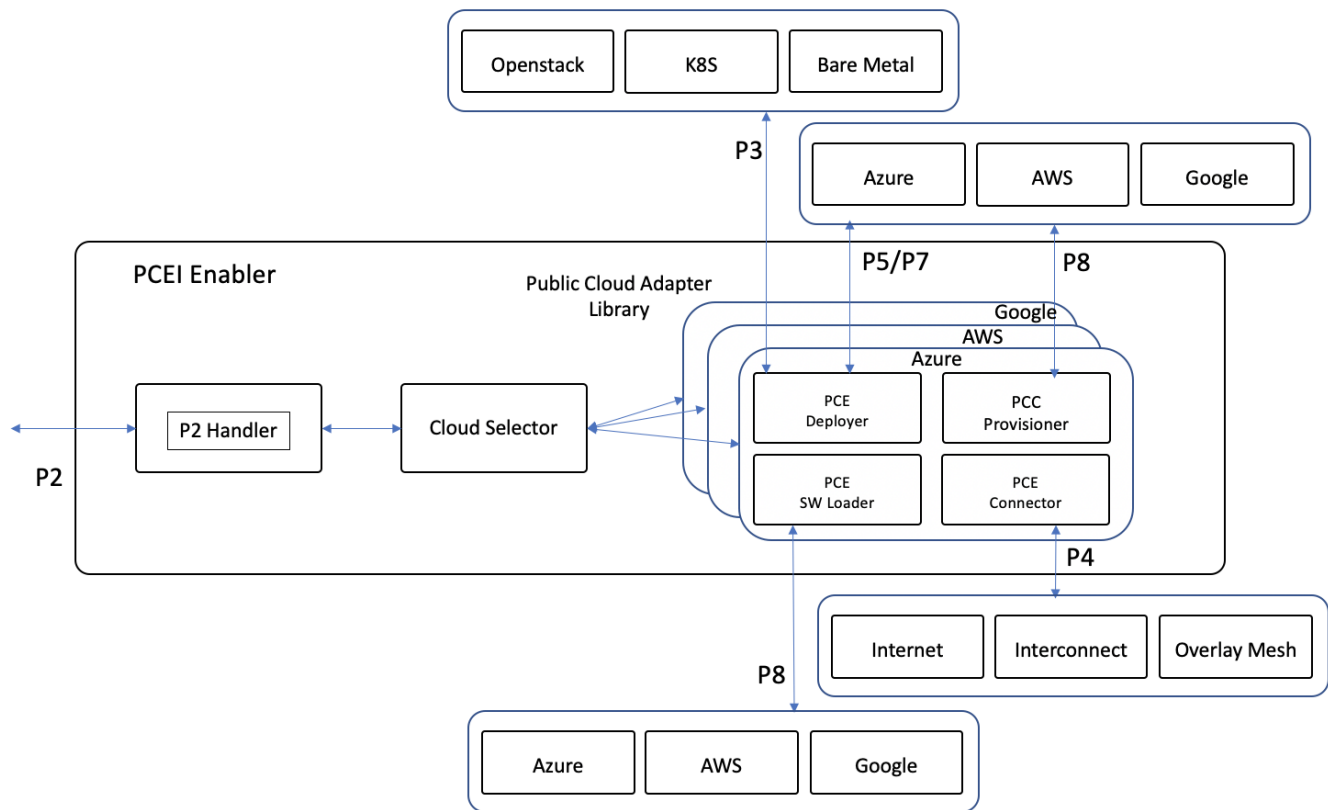 Openstack
K8S
Bare Metal
P3
Azure
AWS
Google
P5/P7
P8
PCEI Enabler
Public Cloud Adapter
Library
Google
AWS
Azure
P2 Handler
Cloud Selector
PCE
Deployer
PCC
Provisioner
P2
PCE
SW Loader
PCE
Connector
P4
Internet
Interconnect
Overlay Mesh
P8
Azure
AWS
Google